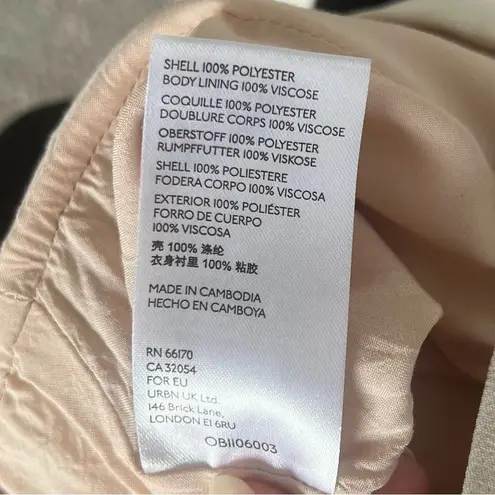 SHELL 100% POLYESTER
BODY LINING 100% VISCOSE
COQUILLE 100% POLYESTER
DOUBLURE CORPS 100% VISCOSE
OBERSTOFF 100% POLYESTER
RUMPFFUTTER 100% VISKOSE
SHELL 100% POLIESTERE
FODERA CORPO 100% VISCOSA
EXTERIOR 100% POLIÉSTER
FORRO DE CUERPO
100% VISCOSA
壳 100% 涤纶
衣身衬里 100% 粘胶
MADE IN CAMBODIA
HECHO EN CAMBOYA
RN 66170
CA 32054
FOR EU
URBN UK Ltd.
146 Brick Lane,
LONDON E1 6RU
OB1106003